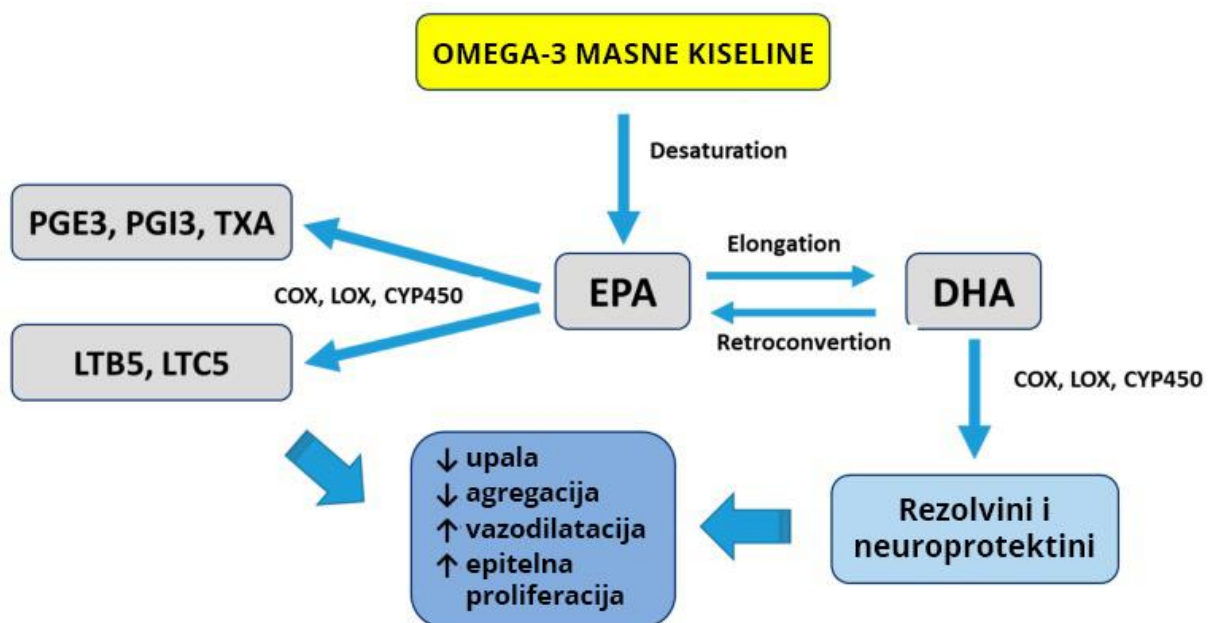 OMEGA-3 MASNE KISELINE
Desaturation
PGE3, PGI3, TXA
Elongation
COX, LOX, CYP450
EPA
DHA
Retroconvertion
LTB5, LTC5
COX, LOX, CYP450
↓ upala
↓ agregacija
↑ vazodilatacija
↑ epitelna
proliferacija
Rezolvini i
neuroprotektini